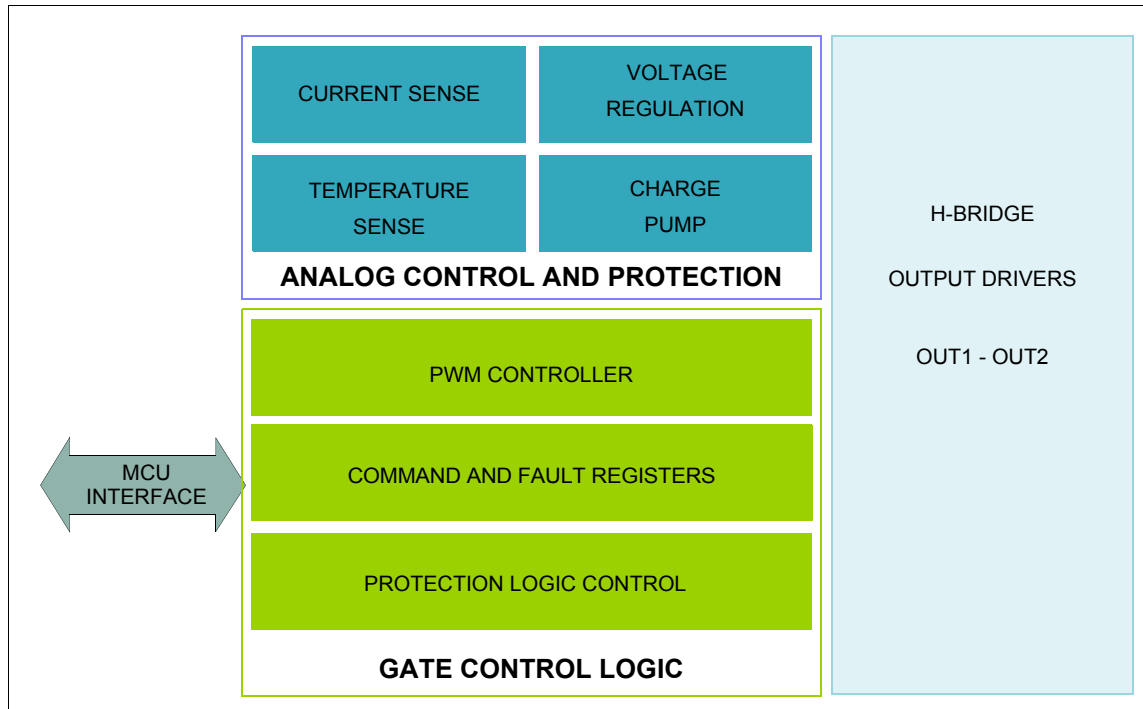 CURRENT SENSE
VOLTAGE
REGULATION
TEMPERATURE
SENSE
CHARGE
PUMP
ANALOG CONTROL AND PROTECTION
PWM CONTROLLER
COMMAND AND FAULT REGISTERS
PROTECTION LOGIC CONTROL
GATE CONTROL LOGIC
MCU
INTERFACE
H-BRIDGE
OUTPUT DRIVERS
OUT1 - OUT2